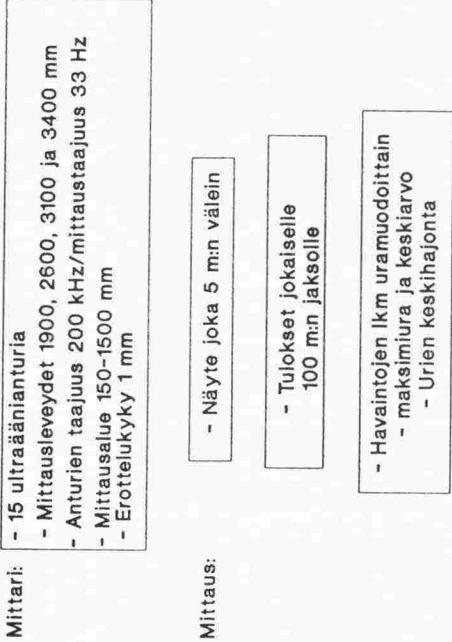 Mittari: - 15 ultraäänianturia
- Mittausleveydet 1900, 2600, 3100 ja 3400 mm
- Anturien taajuus 200 kHz/mittaustaajuus 33 Hz
- Mittausalue 150-1500 mm
- Erottelukyky 1 mm
Mittaus:
- Näyte joka 5 m:n välein
- Tulokset jokaiselle
100 m:n jaksolle
- Havaintojen lkm uramuodoittain
- maksimiura ja keskiarvo
- Urien keskihajonta